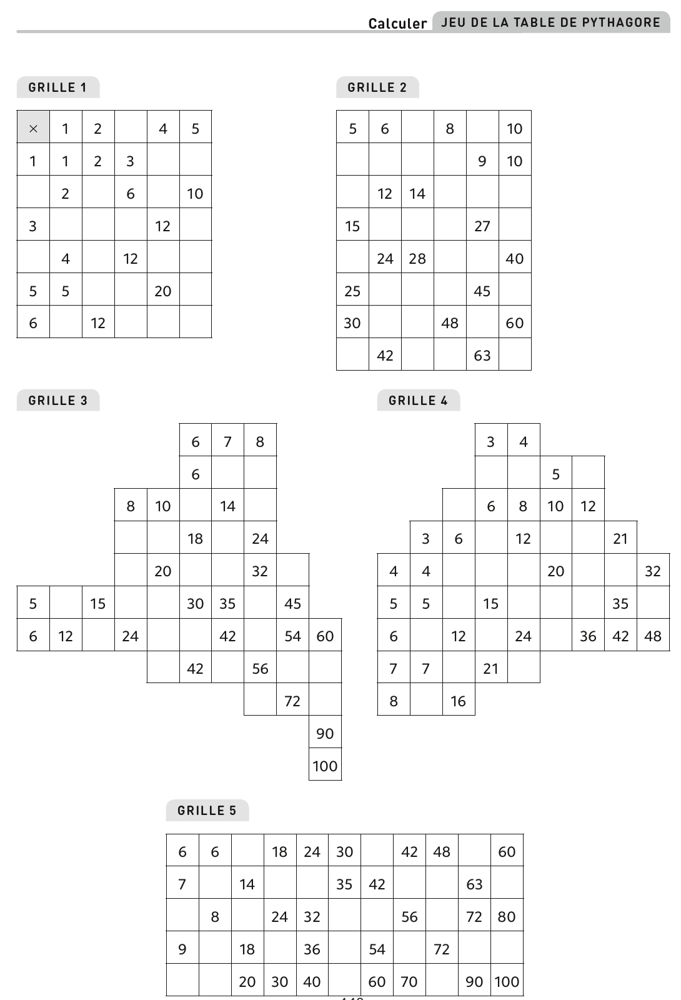 Calculer JEU DE LA TABLE DE PYTHAGORE
GRILLE 1
× 1 2 4 5
1 1 2 3
2 6 10
3 12
4 12
5 5 20
6 12
GRILLE 2
5 6 8 10
9 10
12 14
15 27
24 28 40
25 45
30 48 60
42 63
GRILLE 3
6 7 8
6
8 10 14
18 24
20 32
5 15 30 35 45
6 12 24 42 54 60
42 56
72
90
100
GRILLE 4
3 4
5
6 8 10 12
3 6 12 21
4 4 20 32
5 5 15 35
6 12 24 36 42 48
7 7 21
8 16
GRILLE 5
6 6 18 24 30 42 48 60
7 14 35 42 63
8 24 32 56 72 80
9 18 36 54 72
20 30 40 60 70 90 100